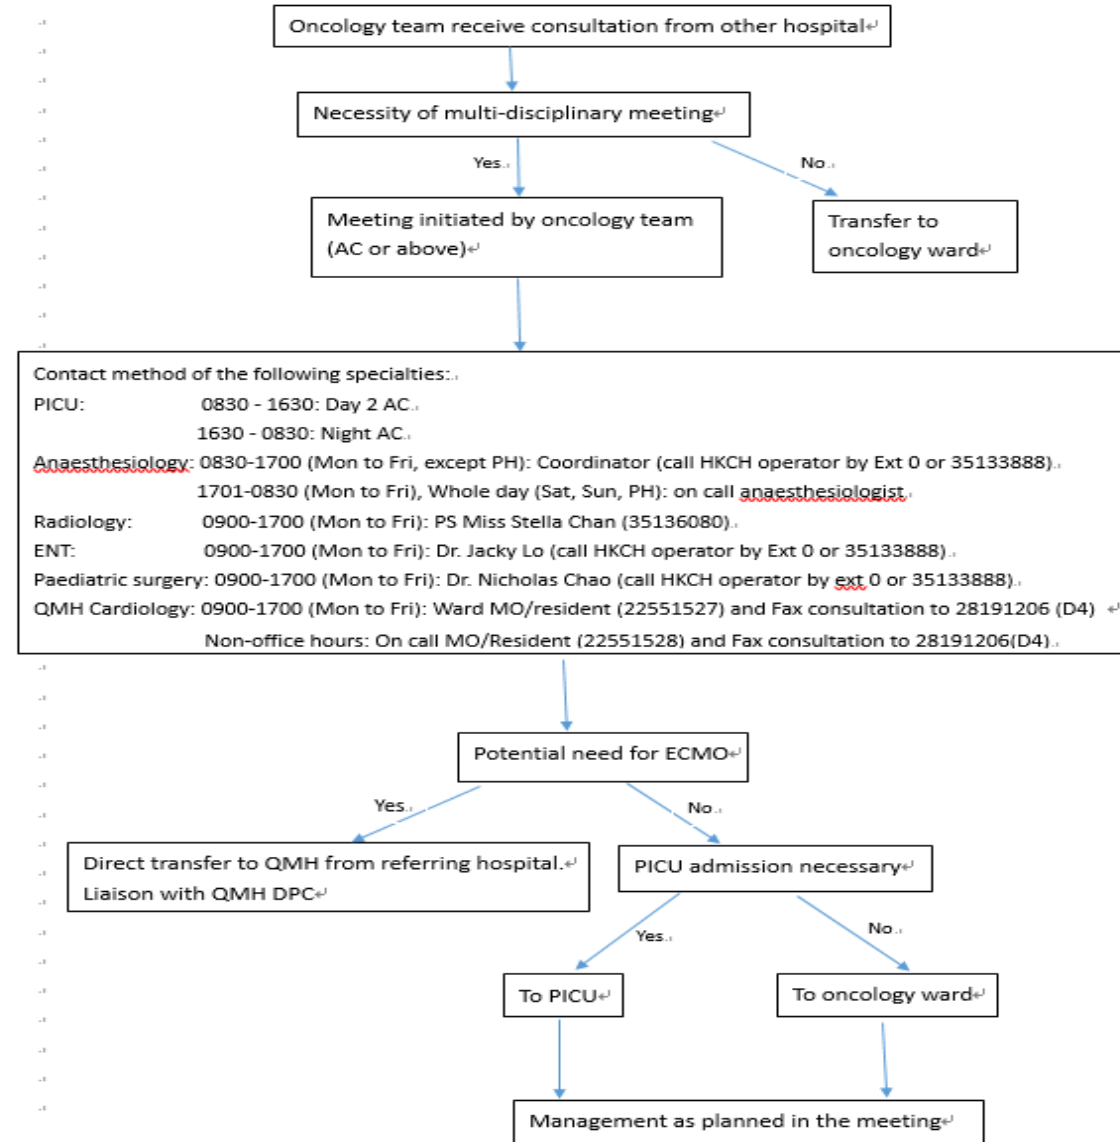 Oncology team receive consultation from other hospital
Necessity of multi-disciplinary meeting
Yes
No
Meeting initiated by oncology team
(AC or above)
Transfer to
oncology ward
Contact method of the following specialties:
PICU: 0830 - 1630: Day 2 AC
1630 - 0830: Night AC
Anaesthesiology: 0830-1700 (Mon to Fri, except PH): Coordinator (call HKCH operator by Ext 0 or 35133888)
1701-0830 (Mon to Fri), Whole day (Sat, Sun, PH): on call anaesthesiologist
Radiology: 0900-1700 (Mon to Fri): PS Miss Stella Chan (35136080)
ENT: 0900-1700 (Mon to Fri): Dr. Jacky Lo (call HKCH operator by Ext 0 or 35133888)
Paediatric surgery: 0900-1700 (Mon to Fri): Dr. Nicholas Chao (call HKCH operator by ext 0 or 35133888)
QMH Cardiology: 0900-1700 (Mon to Fri): Ward MO/resident (22551527) and Fax consultation to 28191206 (D4)
Non-office hours: On call MO/Resident (22551528) and Fax consultation to 28191206(D4)
Potential need for ECMO
Yes
No
Direct transfer to QMH from referring hospital.
Liaison with QMH DPC
PICU admission necessary
Yes
No
To PICU
To oncology ward
Management as planned in the meeting